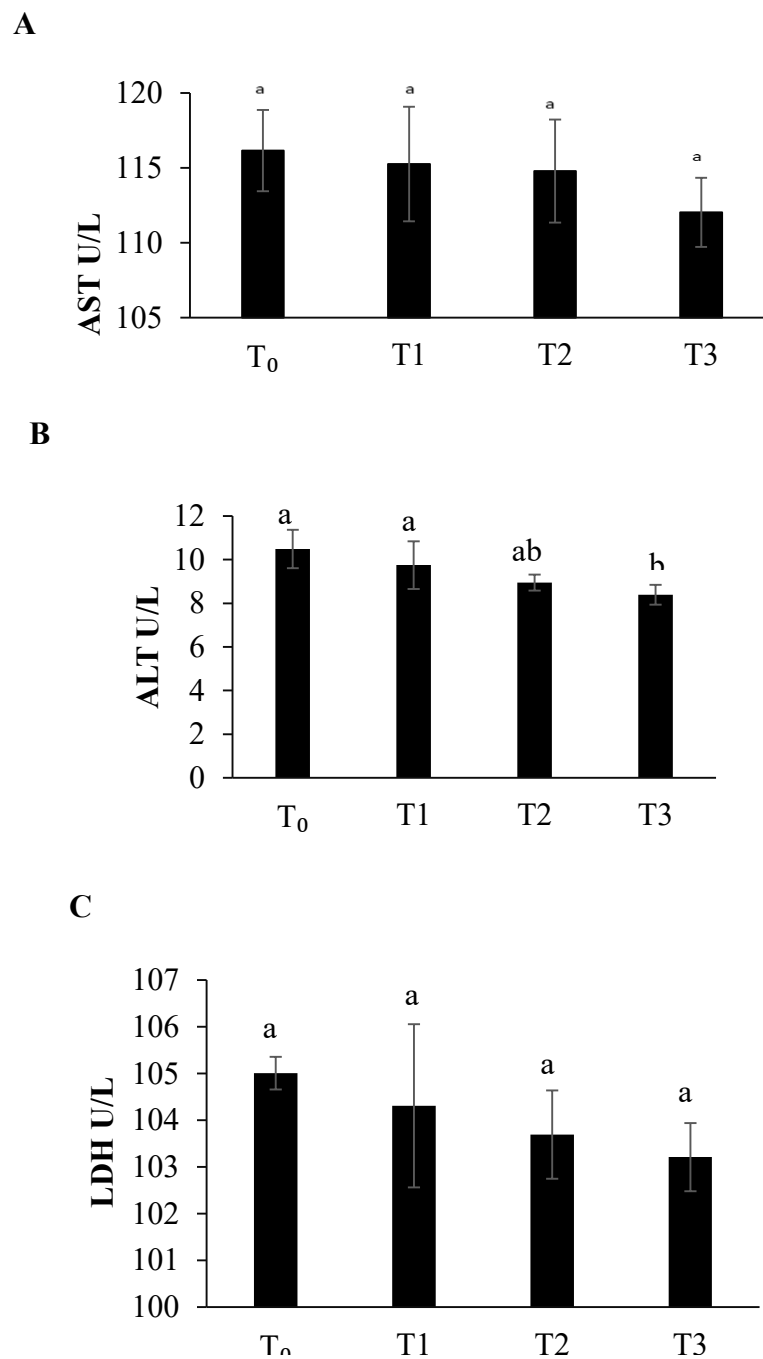 A
a a a a
120
115
110
105
AST U/L
T₀ T1 T2 T3
B
a a ab b
12
10
8
6
4
2
0
ALT U/L
T₀ T1 T2 T3
C
a a a a
107
106
105
104
103
102
101
100
LDH U/L
T₀ T1 T2 T3